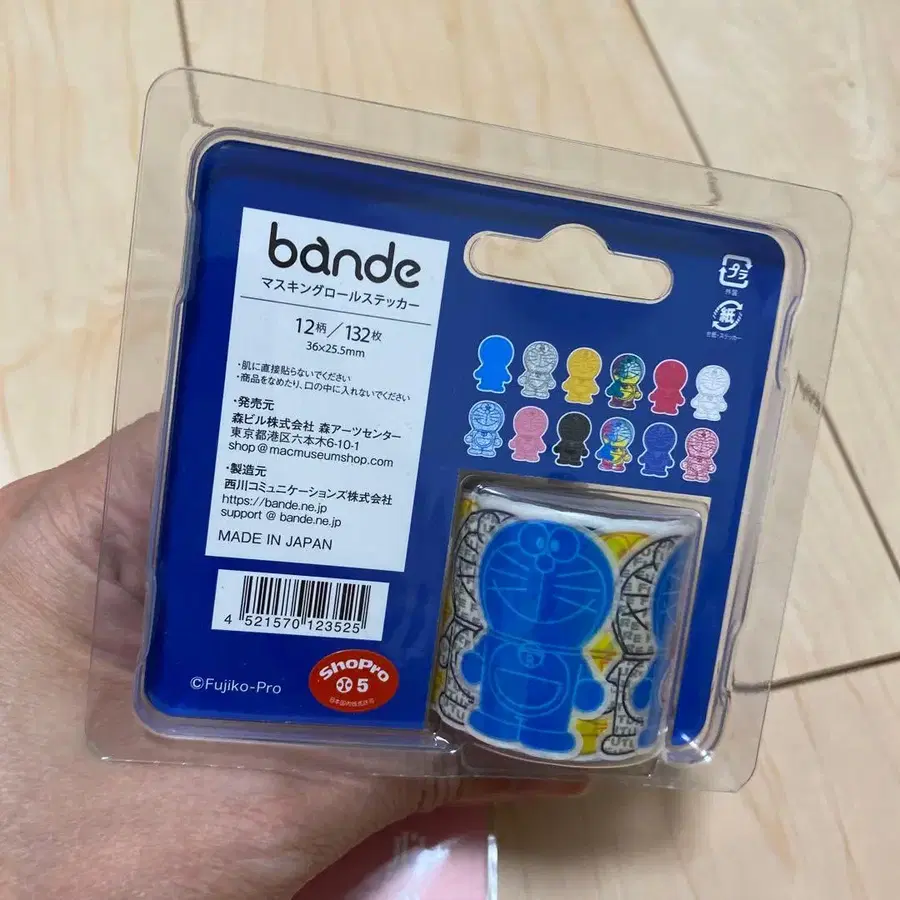 bande
マスキングロールステッカー
12柄／132枚
36×25.5mm
・肌に直接貼らないでください
・商品をなめたり、口の中に入れないでください
・発売元
森ビル株式会社 森アーツセンター
東京都港区六本木6-10-1
shop@macmuseumshop.com
・製造元
西川コミュニケーションズ株式会社
https://bande.ne.jp
support@bande.ne.jp
MADE IN JAPAN
4 521570 123525
©Fujiko-Pro
ShoPro
5
プラ
外装
紙
台紙・ステッカー